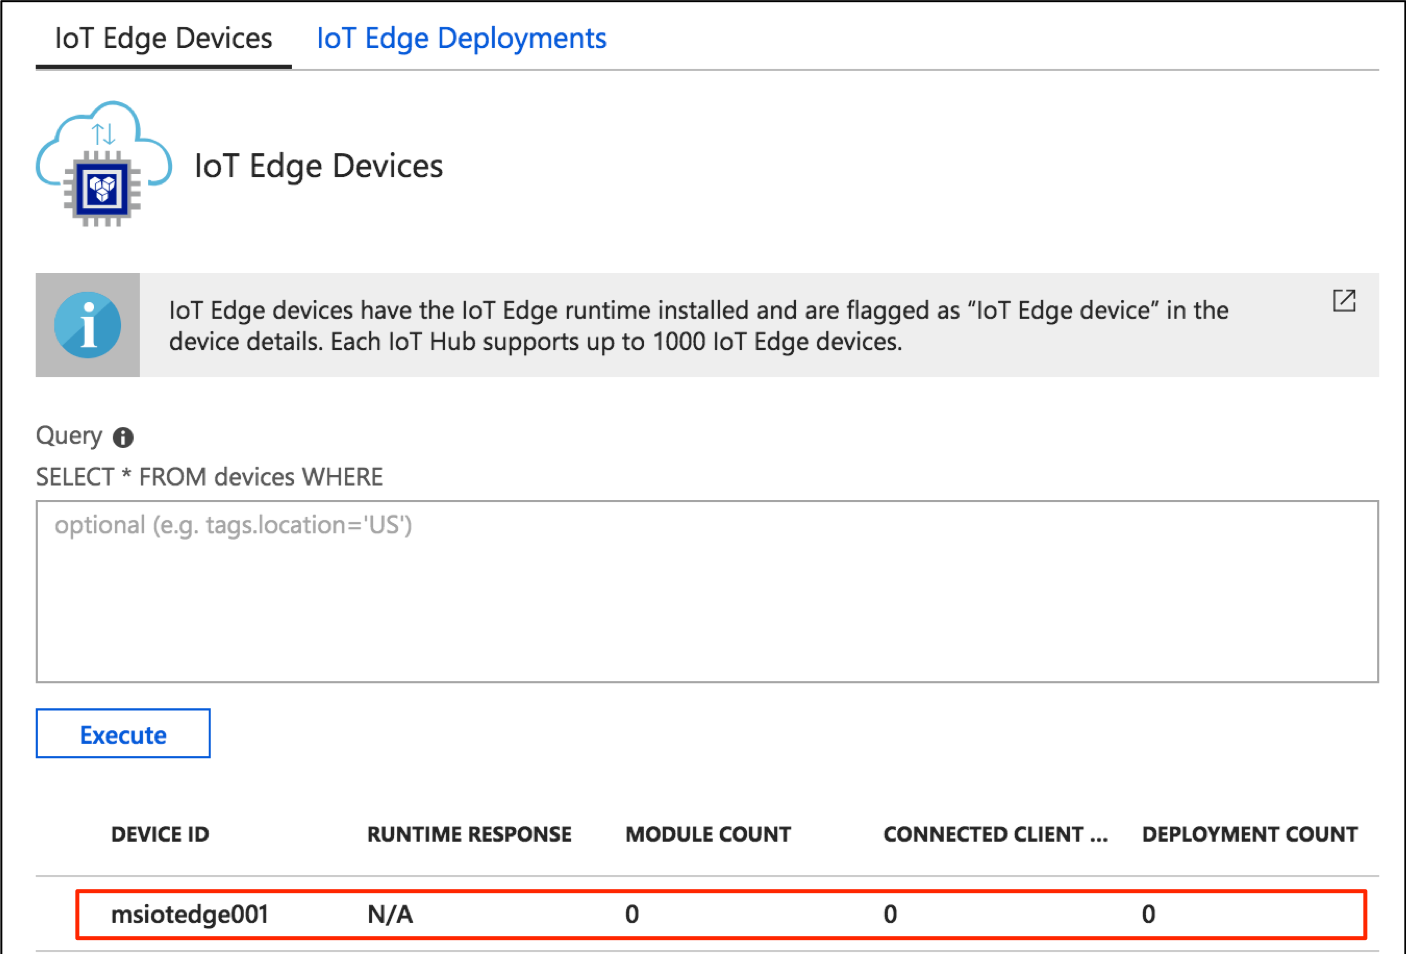 IoT Edge Devices IoT Edge Deployments
IoT Edge Devices
IoT Edge devices have the IoT Edge runtime installed and are flagged as “IoT Edge device” in the
device details. Each IoT Hub supports up to 1000 IoT Edge devices.
Query
SELECT * FROM devices WHERE
optional (e.g. tags.location='US')
Execute
DEVICE ID RUNTIME RESPONSE MODULE COUNT CONNECTED CLIENT ... DEPLOYMENT COUNT
msiotedge001 N/A 0 0 0